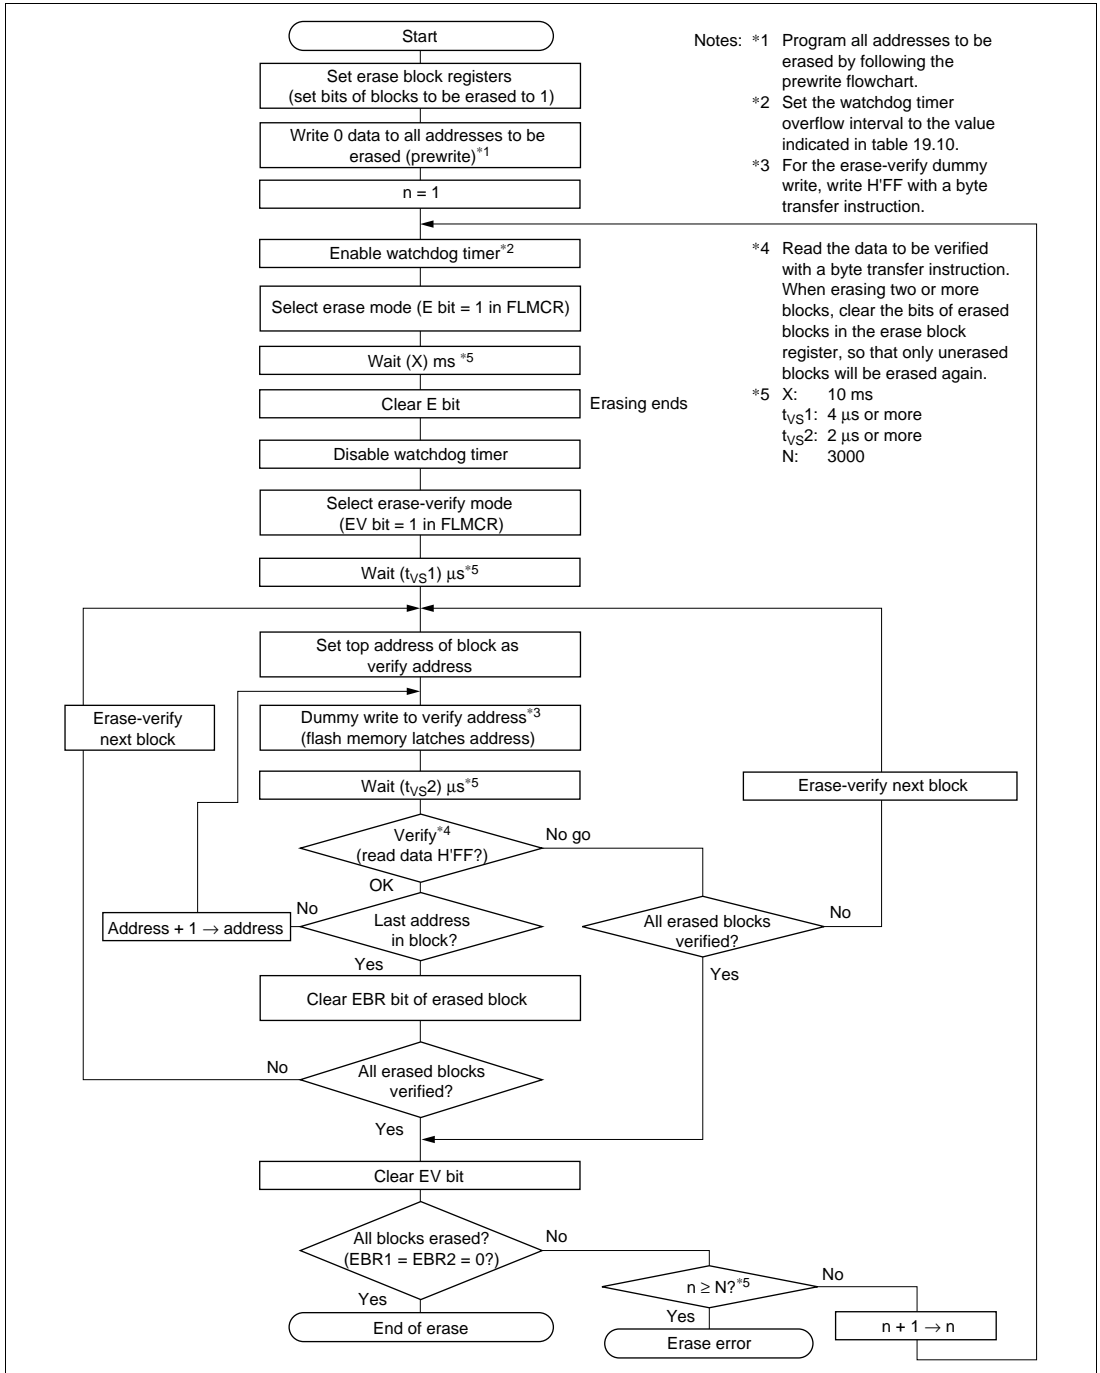 Start
Set erase block registers
(set bits of blocks to be erased to 1)
Write 0 data to all addresses to be
erased (prewrite)*1
n = 1
Enable watchdog timer*2
Select erase mode (E bit = 1 in FLMCR)
Wait (X) ms *5
Clear E bit
Erasing ends
Disable watchdog timer
Select erase-verify mode
(EV bit = 1 in FLMCR)
Wait (tVS1) μs*5
Set top address of block as
verify address
Erase-verify
next block
Dummy write to verify address*3
(flash memory latches address)
Wait (tVS2) μs*5
Erase-verify next block
Verify*4
(read data H'FF?)
No go
OK
No
Address + 1 → address
Last address
in block?
Yes
All erased blocks
verified?
No
Yes
Clear EBR bit of erased block
No
All erased blocks
verified?
Yes
Clear EV bit
All blocks erased?
(EBR1 = EBR2 = 0?)
No
Yes
End of erase
n ≥ N?*5
No
Yes
Erase error
n + 1 → n
Notes: *1 Program all addresses to be
erased by following the
prewrite flowchart.
*2 Set the watchdog timer
overflow interval to the value
indicated in table 19.10.
*3 For the erase-verify dummy
write, write H'FF with a byte
transfer instruction.
*4 Read the data to be verified
with a byte transfer instruction.
When erasing two or more
blocks, clear the bits of erased
blocks in the erase block
register, so that only unerased
blocks will be erased again.
*5 X: 10 ms
tVS1: 4 μs or more
tVS2: 2 μs or more
N: 3000